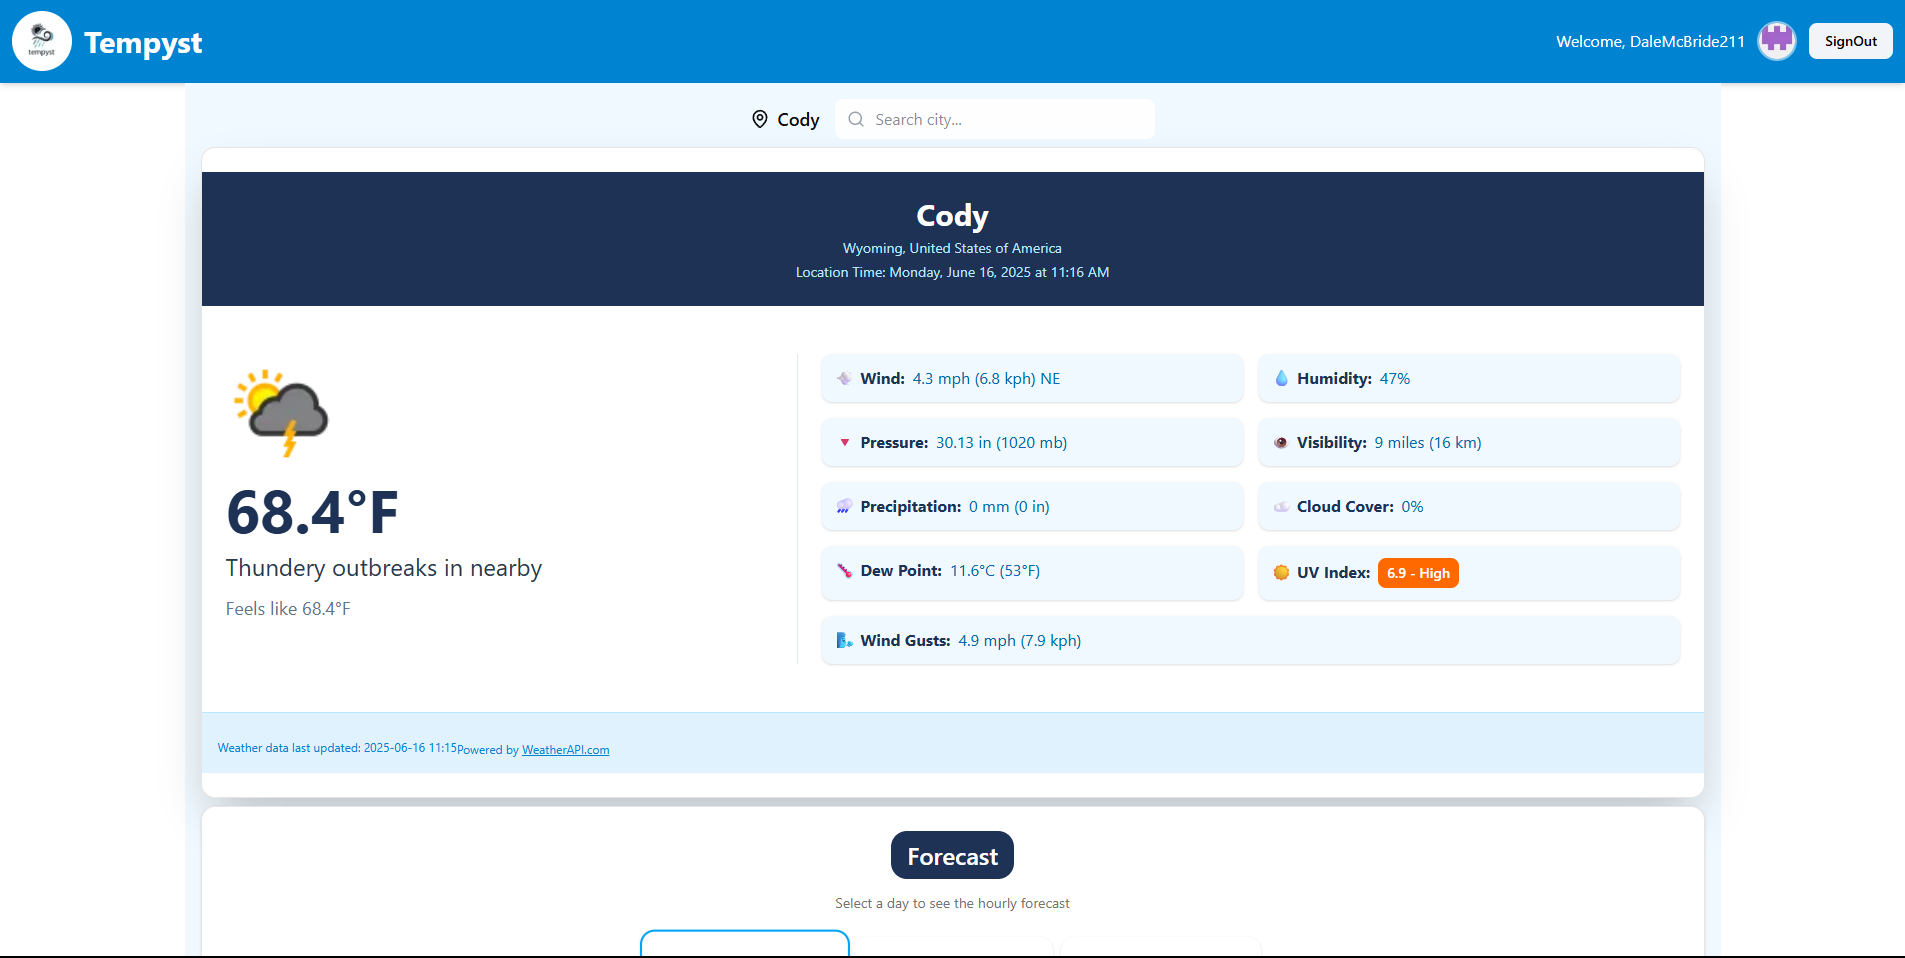 tempyst
Tempyst
Welcome, DaleMcBride211
SignOut
Cody
Search city...
Cody
Wyoming, United States of America
Location Time: Monday, June 16, 2025 at 11:16 AM
68.4°F
Thundery outbreaks in nearby
Feels like 68.4°F
Wind: 4.3 mph (6.8 kph) NE
Humidity: 47%
Pressure: 30.13 in (1020 mb)
Visibility: 9 miles (16 km)
Precipitation: 0 mm (0 in)
Cloud Cover: 0%
Dew Point: 11.6°C (53°F)
UV Index: 6.9 - High
Wind Gusts: 4.9 mph (7.9 kph)
Weather data last updated: 2025-06-16 11:15Powered by WeatherAPI.com
Forecast
Select a day to see the hourly forecast